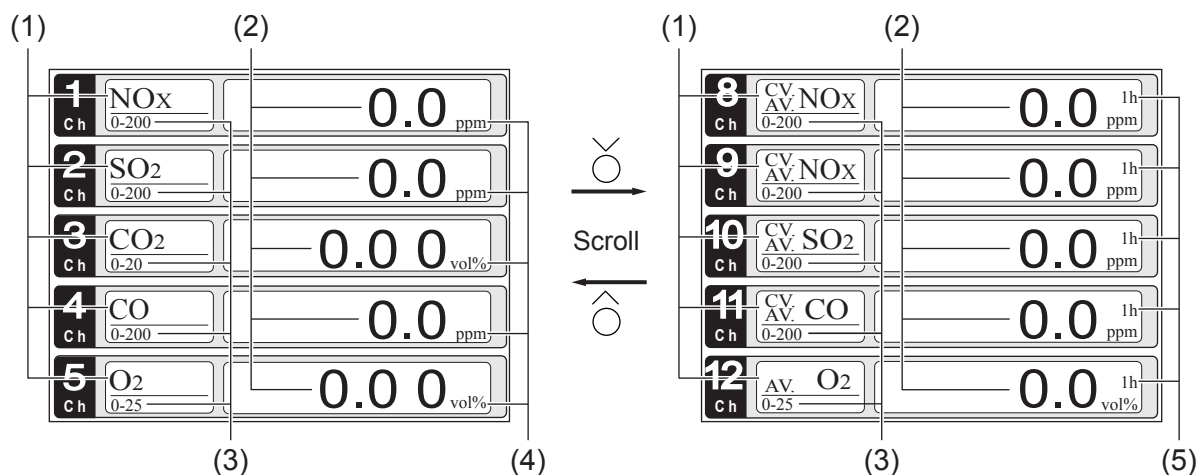 (1) (2)
1 Ch NOx 0-200 0.0 ppm
2 Ch SO2 0-200 0.0 ppm
3 Ch CO2 0-20 0.00 vol%
4 Ch CO 0-200 0.0 ppm
5 Ch O2 0-25 0.00 vol%
(3) (4)
Scroll
(1) (2)
8 Ch CV. AV. NOx 0-200 0.0 1h ppm
9 Ch CV. AV. NOx 0-200 0.0 1h ppm
10 Ch CV. AV. SO2 0-200 0.0 1h ppm
11 Ch CV. AV. CO 0-200 0.0 1h ppm
12 Ch AV. O2 0-25 0.0 1h vol%
(3) (5)